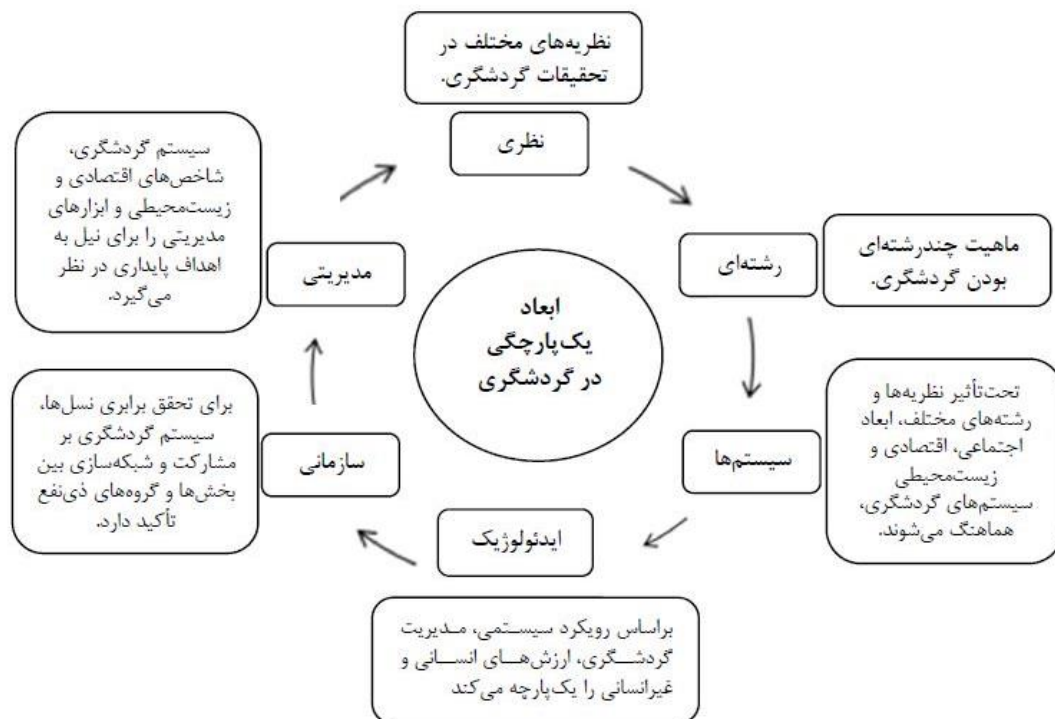 نظریه‌های مختلف در
تحقیقات گردشگری.
نظری
ماهیت چندرشته‌ای
بودن گردشگری.
رشته‌ای
تحت‌تأثیر نظریه‌ها و
رشته‌های مختلف، ابعاد
اجتماعی، اقتصادی و
زیست‌محیطی
سیستم‌های گردشگری،
هماهنگ می‌شوند.
سیستم‌ها
ایدئولوژیک
براساس رویکرد سیستمی، مدیریت
گردشگری، ارزش‌های انسانی و
غیرانسانی را یک‌پارچه می‌کند
سازمانی
برای تحقق برابری نسل‌ها،
سیستم گردشگری بر
مشارکت و شبکه‌سازی بین
بخش‌ها و گروه‌های ذی‌نفع
تأکید دارد.
مدیریتی
سیستم گردشگری،
شاخص‌های اقتصادی و
زیست‌محیطی و ابزارهای
مدیریتی را برای نیل به
اهداف پایداری در نظر
می‌گیرد.
ابعاد
یک‌پارچگی
در گردشگری